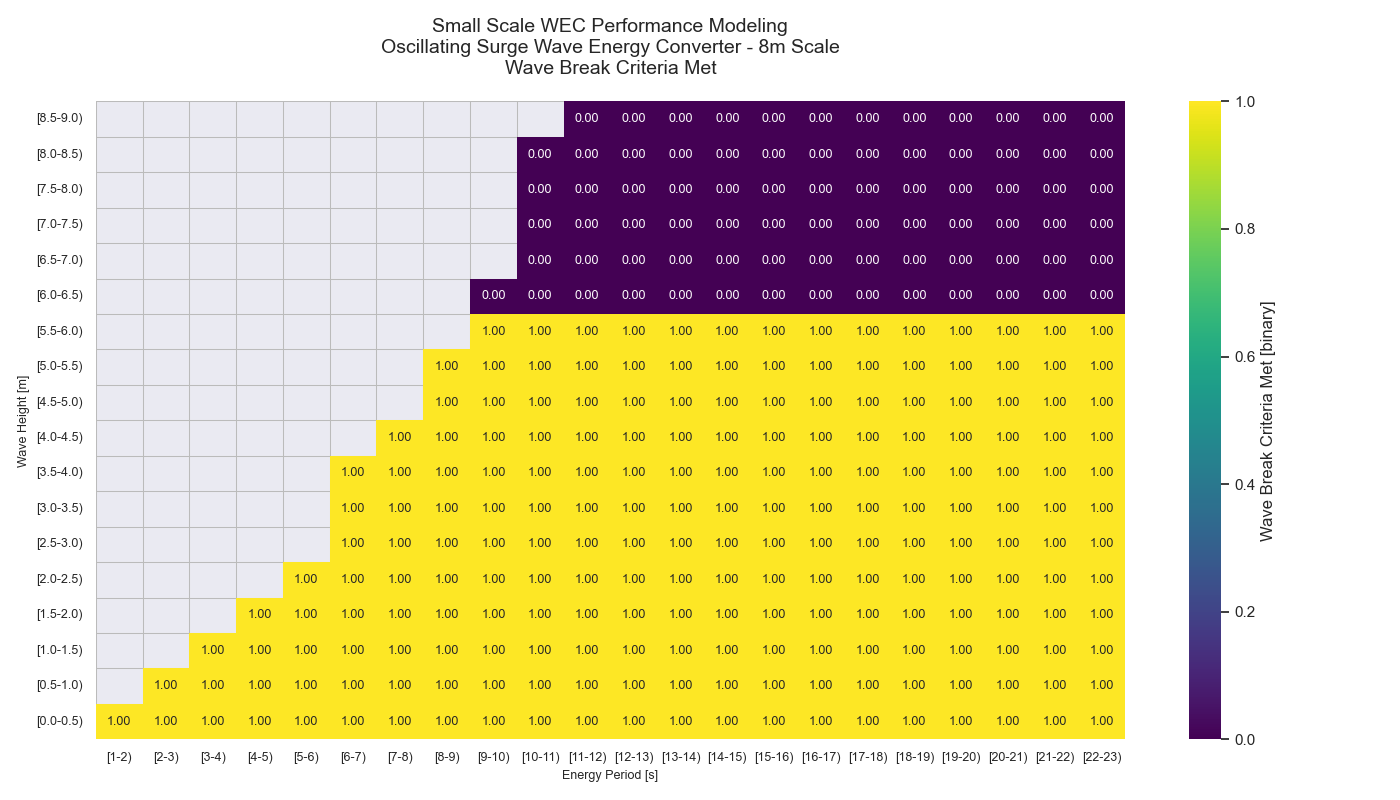 Small Scale WEC Performance Modeling
Oscillating Surge Wave Energy Converter - 8m Scale
Wave Break Criteria Met
[8.5-9.0) 0.00 0.00 0.00 0.00 0.00 0.00 0.00 0.00 0.00 0.00 0.00 0.00
[8.0-8.5) 0.00 0.00 0.00 0.00 0.00 0.00 0.00 0.00 0.00 0.00 0.00 0.00 0.00
[7.5-8.0) 0.00 0.00 0.00 0.00 0.00 0.00 0.00 0.00 0.00 0.00 0.00 0.00 0.00
[7.0-7.5) 0.00 0.00 0.00 0.00 0.00 0.00 0.00 0.00 0.00 0.00 0.00 0.00 0.00
[6.5-7.0) 0.00 0.00 0.00 0.00 0.00 0.00 0.00 0.00 0.00 0.00 0.00 0.00 0.00
[6.0-6.5) 0.00 0.00 0.00 0.00 0.00 0.00 0.00 0.00 0.00 0.00 0.00 0.00 0.00 0.00
[5.5-6.0) 1.00 1.00 1.00 1.00 1.00 1.00 1.00 1.00 1.00 1.00 1.00 1.00 1.00 1.00
[5.0-5.5) 1.00 1.00 1.00 1.00 1.00 1.00 1.00 1.00 1.00 1.00 1.00 1.00 1.00 1.00 1.00
[4.5-5.0) 1.00 1.00 1.00 1.00 1.00 1.00 1.00 1.00 1.00 1.00 1.00 1.00 1.00 1.00 1.00
[4.0-4.5) 1.00 1.00 1.00 1.00 1.00 1.00 1.00 1.00 1.00 1.00 1.00 1.00 1.00 1.00 1.00 1.00
[3.5-4.0) 1.00 1.00 1.00 1.00 1.00 1.00 1.00 1.00 1.00 1.00 1.00 1.00 1.00 1.00 1.00 1.00 1.00
[3.0-3.5) 1.00 1.00 1.00 1.00 1.00 1.00 1.00 1.00 1.00 1.00 1.00 1.00 1.00 1.00 1.00 1.00 1.00
[2.5-3.0) 1.00 1.00 1.00 1.00 1.00 1.00 1.00 1.00 1.00 1.00 1.00 1.00 1.00 1.00 1.00 1.00 1.00
[2.0-2.5) 1.00 1.00 1.00 1.00 1.00 1.00 1.00 1.00 1.00 1.00 1.00 1.00 1.00 1.00 1.00 1.00 1.00 1.00
[1.5-2.0) 1.00 1.00 1.00 1.00 1.00 1.00 1.00 1.00 1.00 1.00 1.00 1.00 1.00 1.00 1.00 1.00 1.00 1.00 1.00
[1.0-1.5) 1.00 1.00 1.00 1.00 1.00 1.00 1.00 1.00 1.00 1.00 1.00 1.00 1.00 1.00 1.00 1.00 1.00 1.00 1.00 1.00
[0.5-1.0) 1.00 1.00 1.00 1.00 1.00 1.00 1.00 1.00 1.00 1.00 1.00 1.00 1.00 1.00 1.00 1.00 1.00 1.00 1.00 1.00 1.00
[0.0-0.5) 1.00 1.00 1.00 1.00 1.00 1.00 1.00 1.00 1.00 1.00 1.00 1.00 1.00 1.00 1.00 1.00 1.00 1.00 1.00 1.00 1.00 1.00
[1-2) [2-3) [3-4) [4-5) [5-6) [6-7) [7-8) [8-9) [9-10) [10-11) [11-12) [12-13) [13-14) [14-15) [15-16) [16-17) [17-18) [18-19) [19-20) [20-21) [21-22) [22-23)
Energy Period [s]
Wave Height [m]
1.0
0.8
0.6
0.4
0.2
0.0
Wave Break Criteria Met [binary]